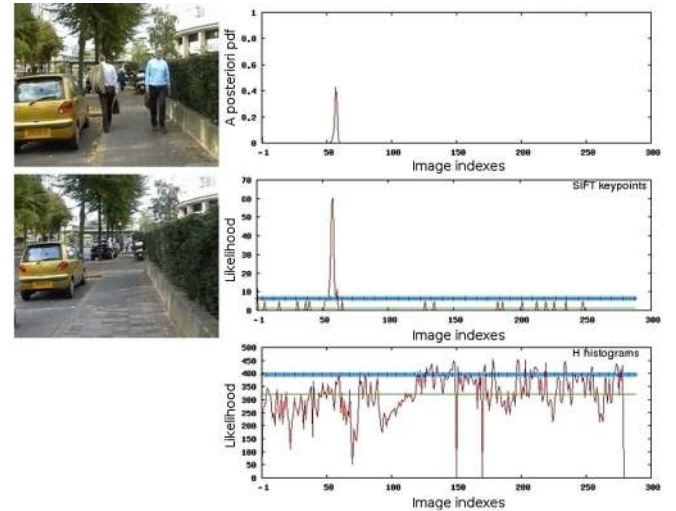 1
0.8
0.6
0.4
0.2
0
A posteriori pdf
-1 50 100 150 200 250 300
Image indexes
SIFT keypoints
70
60
50
40
30
20
10
0
Likelihood
-1 50 100 150 200 250 300
Image indexes
H histograms
500
450
400
350
300
250
200
150
100
50
0
Likelihood
-1 50 100 150 200 250 300
Image indexes